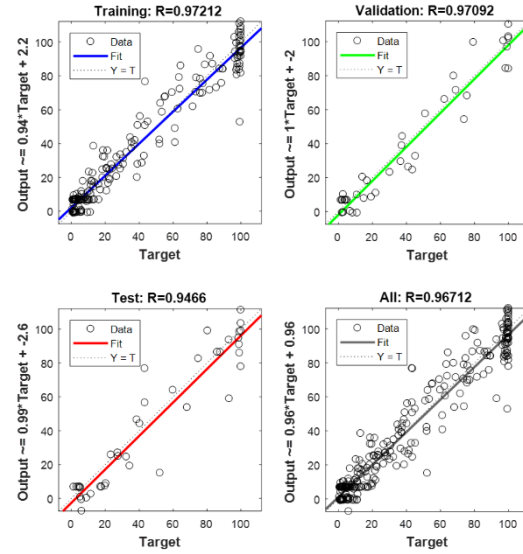 Training: R=0.97212
Output ~= 0.94*Target + 2.2
100
80
60
40
20
0
Data
Fit
Y = T
0 20 40 60 80 100
Target
Validation: R=0.97092
Output ~= 1*Target + -2
100
80
60
40
20
0
Data
Fit
Y = T
0 20 40 60 80 100
Target
Test: R=0.9466
Output ~= 0.99*Target + -2.6
100
80
60
40
20
0
Data
Fit
Y = T
0 20 40 60 80 100
Target
All: R=0.96712
Output ~= 0.96*Target + 0.96
100
80
60
40
20
0
Data
Fit
Y = T
0 20 40 60 80 100
Target